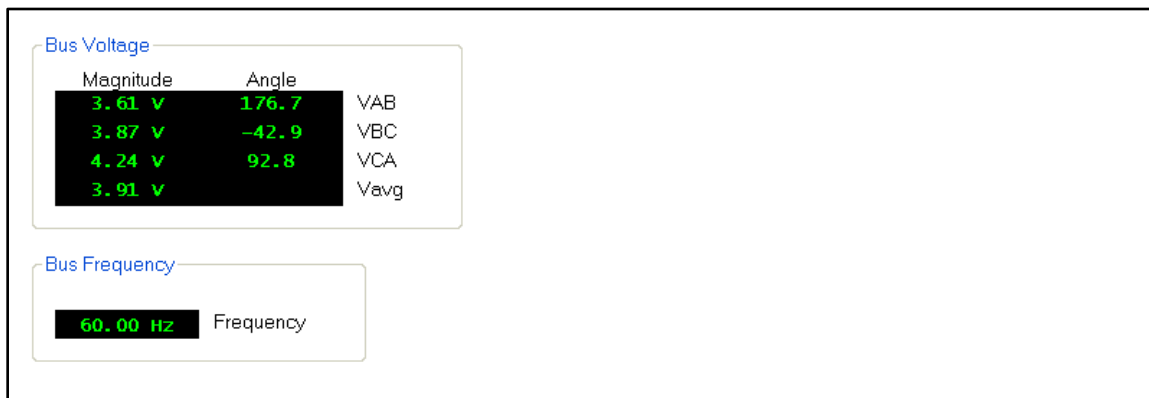 Bus Voltage
Magnitude Angle
3.61 V 176.7 VAB
3.87 V -42.9 VBC
4.24 V 92.8 VCA
3.91 V Vavg
Bus Frequency
60.00 Hz Frequency